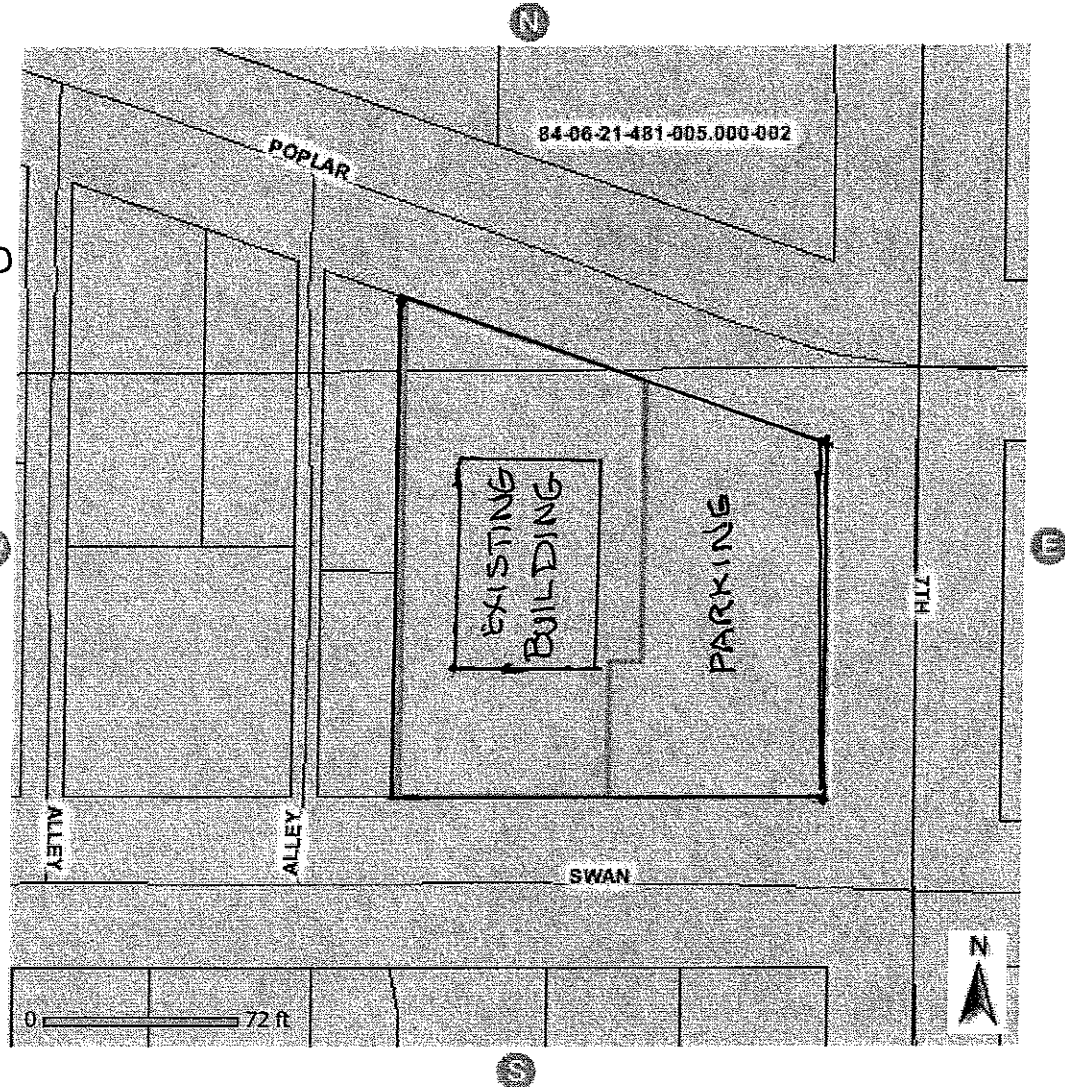 N
84-06-21-481-005.000-002
POPLAR
EXISTING
BUILDING
PARKING
E
7TH
ALLEY
ALLEY
SWAN
N
0 72 ft
S